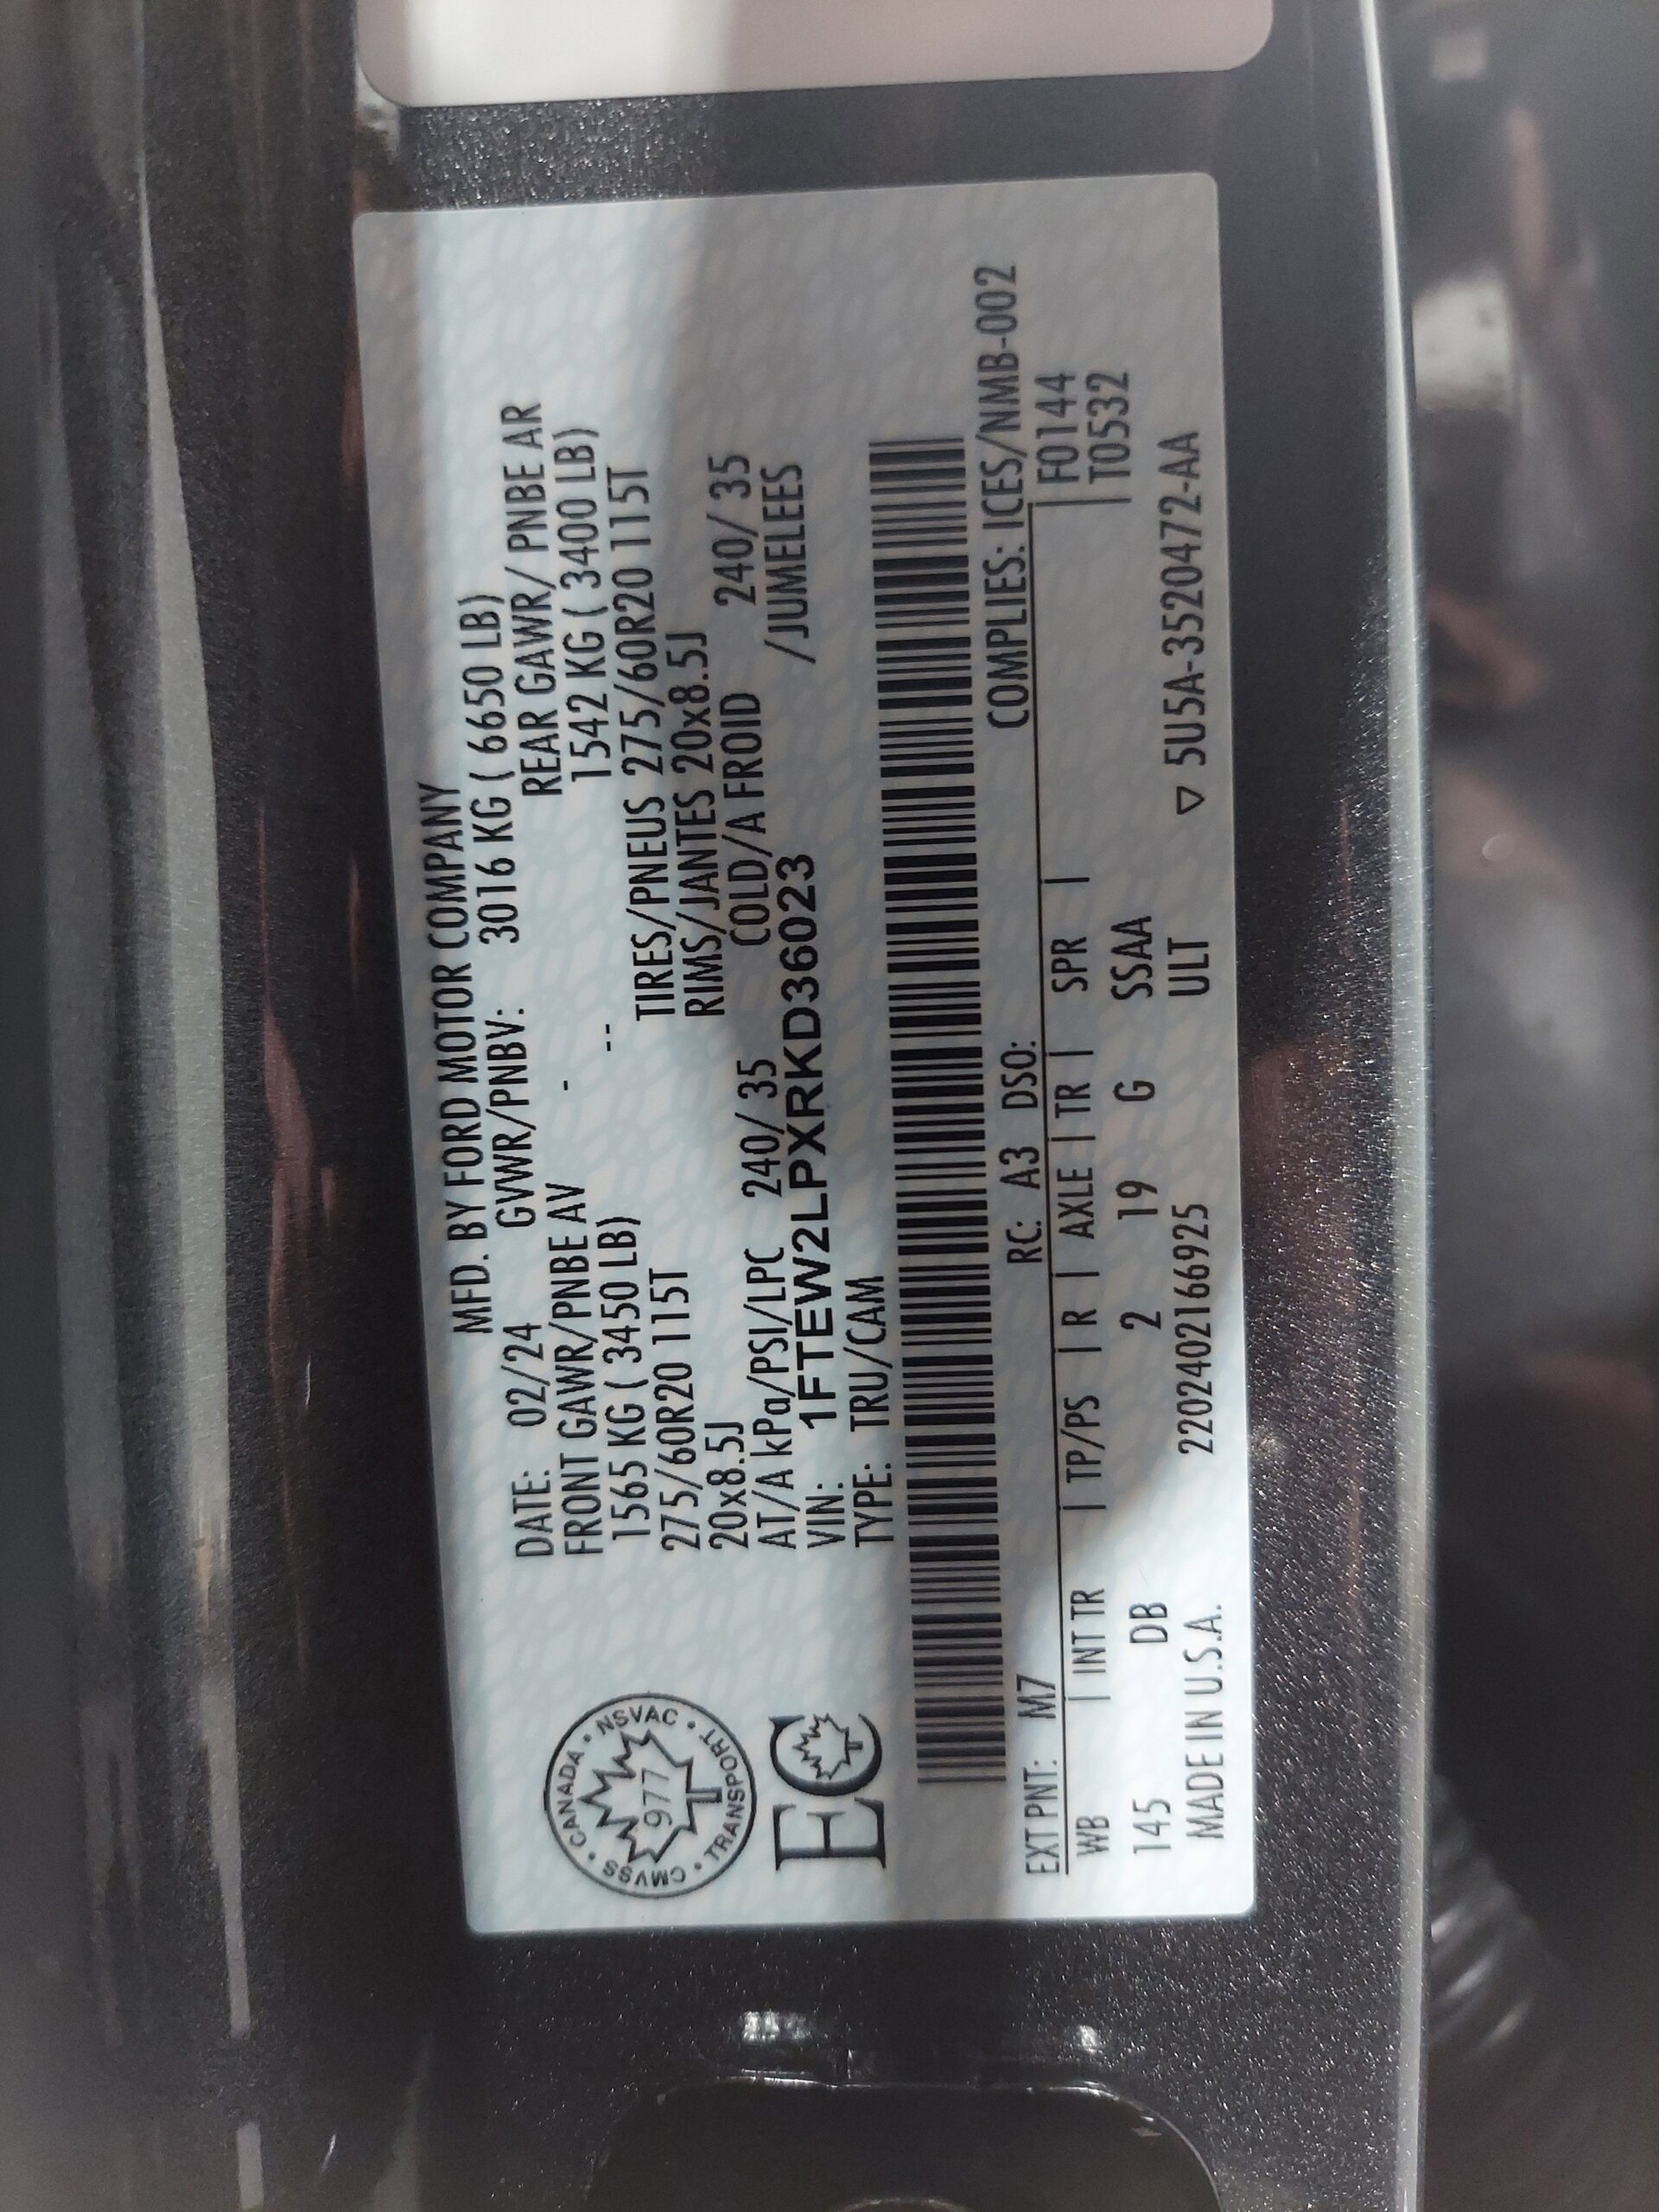 MFD. BY FORD MOTOR COMPANY
DATE: 02/24 GVWR/PNBV: 3016 KG ( 6650 LB)
FRONT GAWR/PNBE AV - REAR GAWR/ PNBE AR
1565 KG ( 3450 LB) -- 1542 KG ( 3400 LB)
275/60R20 115T TIRES/PNEUS 275/60R20 115T
20x8.5J RIMS/JANTES 20x8.5J
AT/A kPa/PSI/LPC 240/ 35 COLD/A FROID 240/ 35
VIN: 1FTEW2LPXRKD36023 /JUMELEES
TYPE: TRU/CAM
CANADA • NSVAC • TRANSPORT • CMVSS •
977
EC
COMPLIES: ICES/NMB-002
EXT PNT: M7 RC: A3 DSO: F0144
WB | INT TR | TP/PS | R | AXLE | TR | SPR | T0532
145 DB 2 19 G SSAA
MADE IN U.S.A. 220240216​6925 ULT ▽ 5U5A-3520472-AA